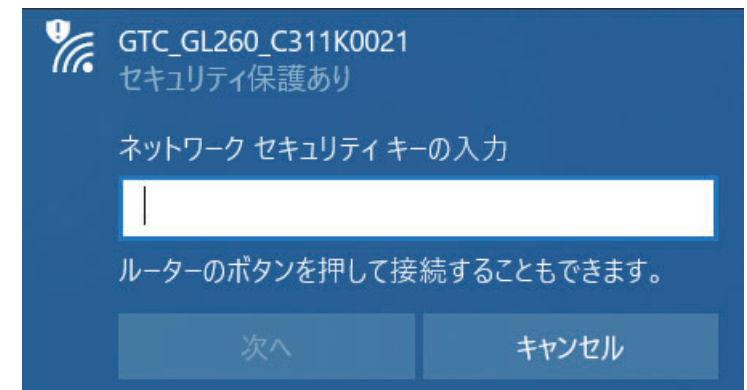 GTC_GL260_C311K0021
セキュリティ保護あり
ネットワーク セキュリティ キーの入力
ルーターのボタンを押して接続することもできます。
次へ
キャンセル